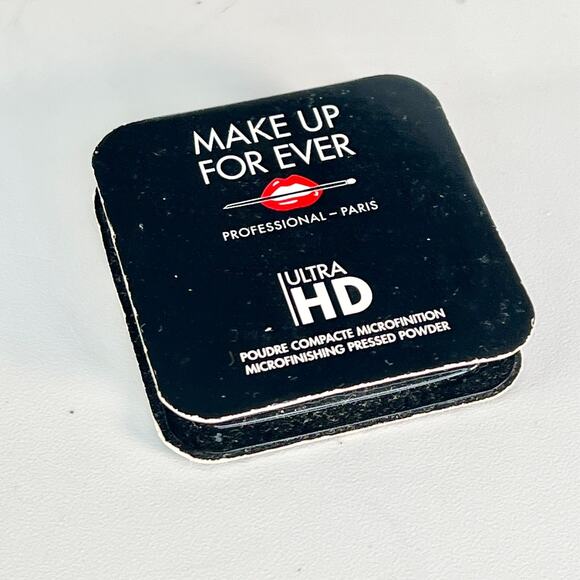 MAKE UP
FOR EVER
PROFESSIONAL – PARIS
ULTRA
HD
POUDRE COMPACTE MICROFINITION
MICROFINISHING PRESSED POWDER